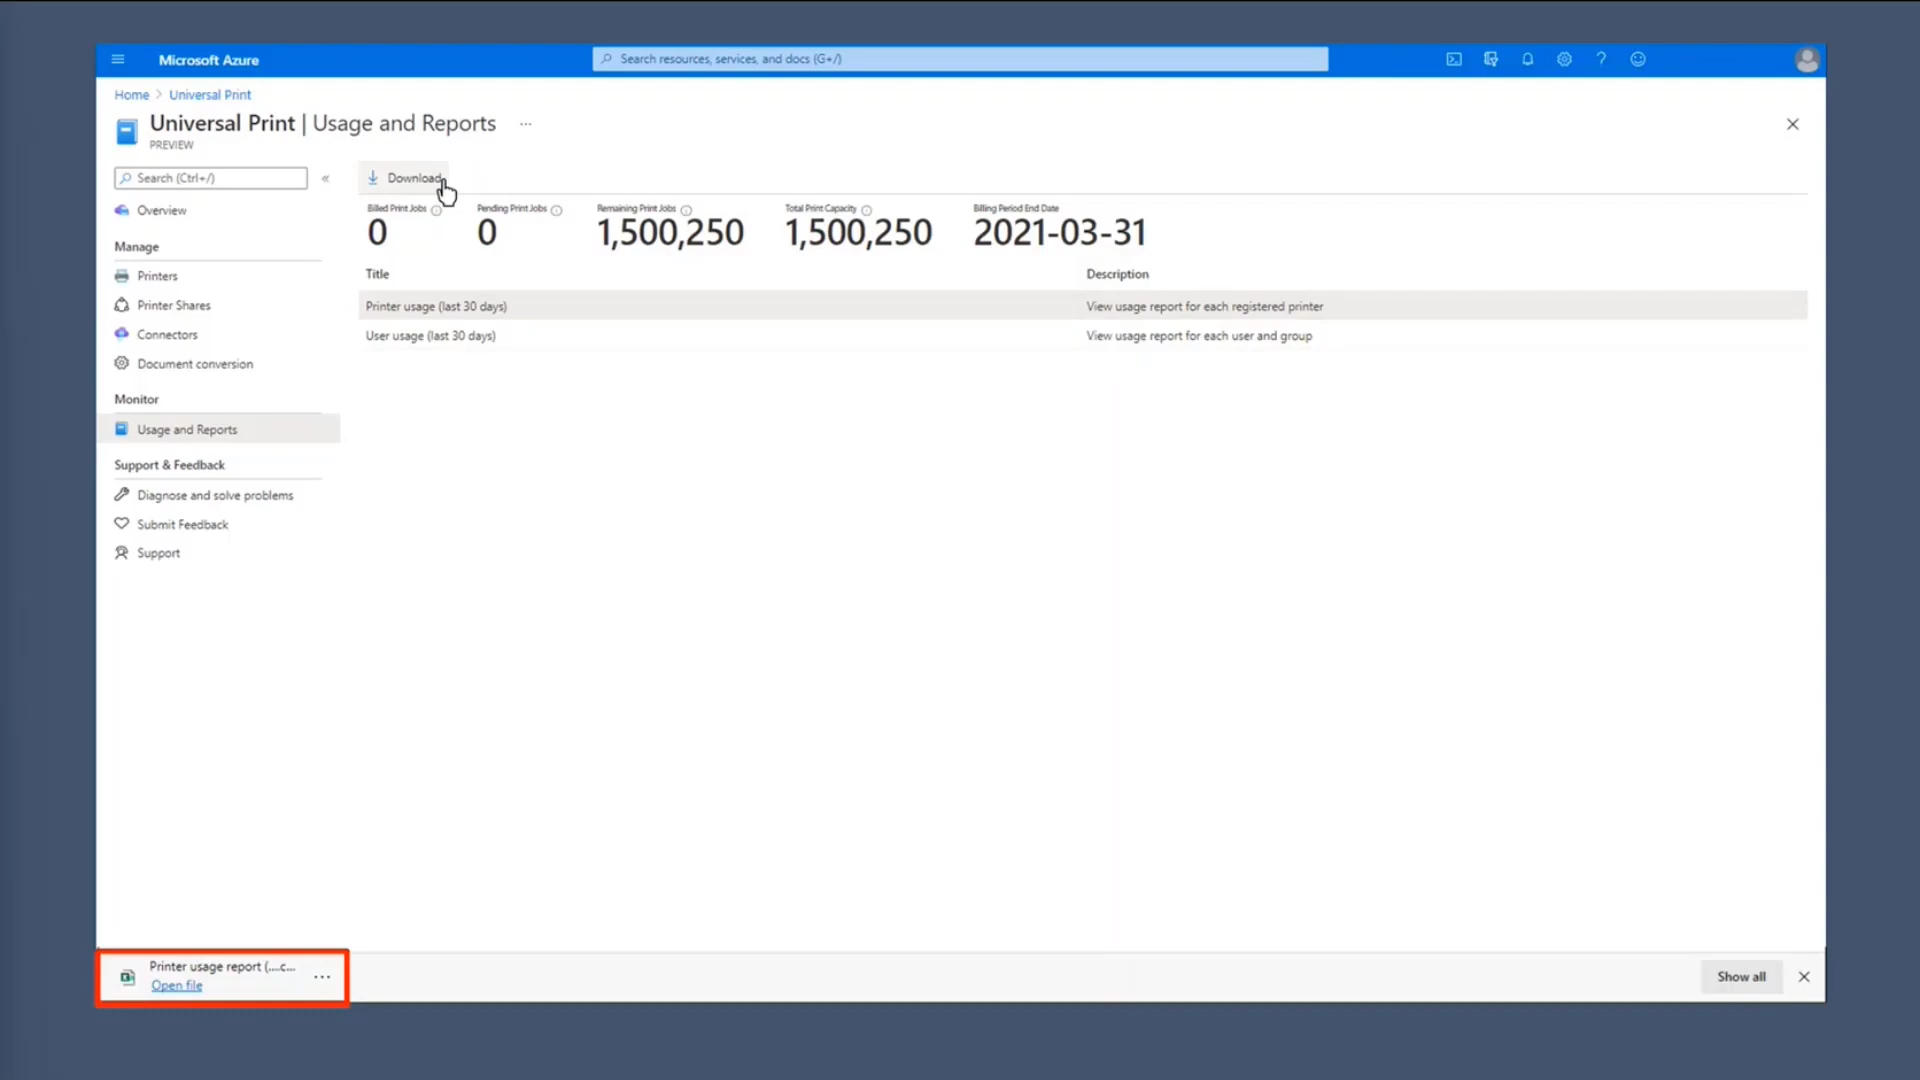 Microsoft Azure
Search resources, services, and docs (G+/)
Home > Universal Print
Universal Print | Usage and Reports ...
PREVIEW
Search (Ctrl+/)
«
Download
Overview
Manage
Printers
Printer Shares
Connectors
Document conversion
Monitor
Usage and Reports
Support & Feedback
Diagnose and solve problems
Submit Feedback
Support
Billed Print Jobs
0
Pending Print Jobs
0
Remaining Print Jobs
1,500,250
Total Print Capacity
1,500,250
Billing Period End Date
2021-03-31
Title Description
Printer usage (last 30 days) View usage report for each registered printer
User usage (last 30 days) View usage report for each user and group
Printer usage report (....c...
Open file
...
Show all